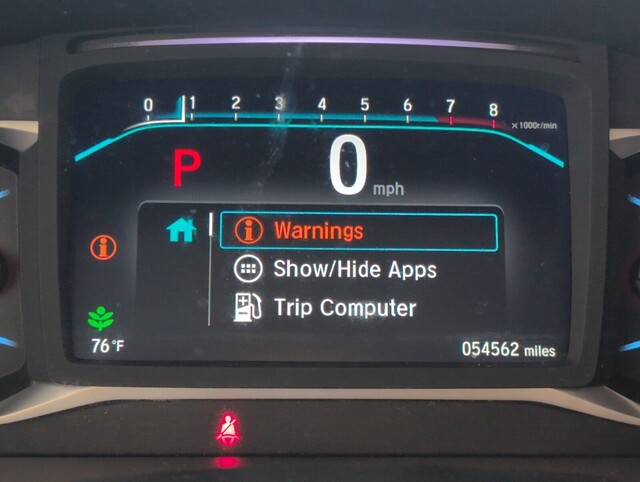 0 1 2 3 4 5 6 7 8 x1000r/min
P 0 mph
Warnings
Show/Hide Apps
Trip Computer
76°F 054562 miles